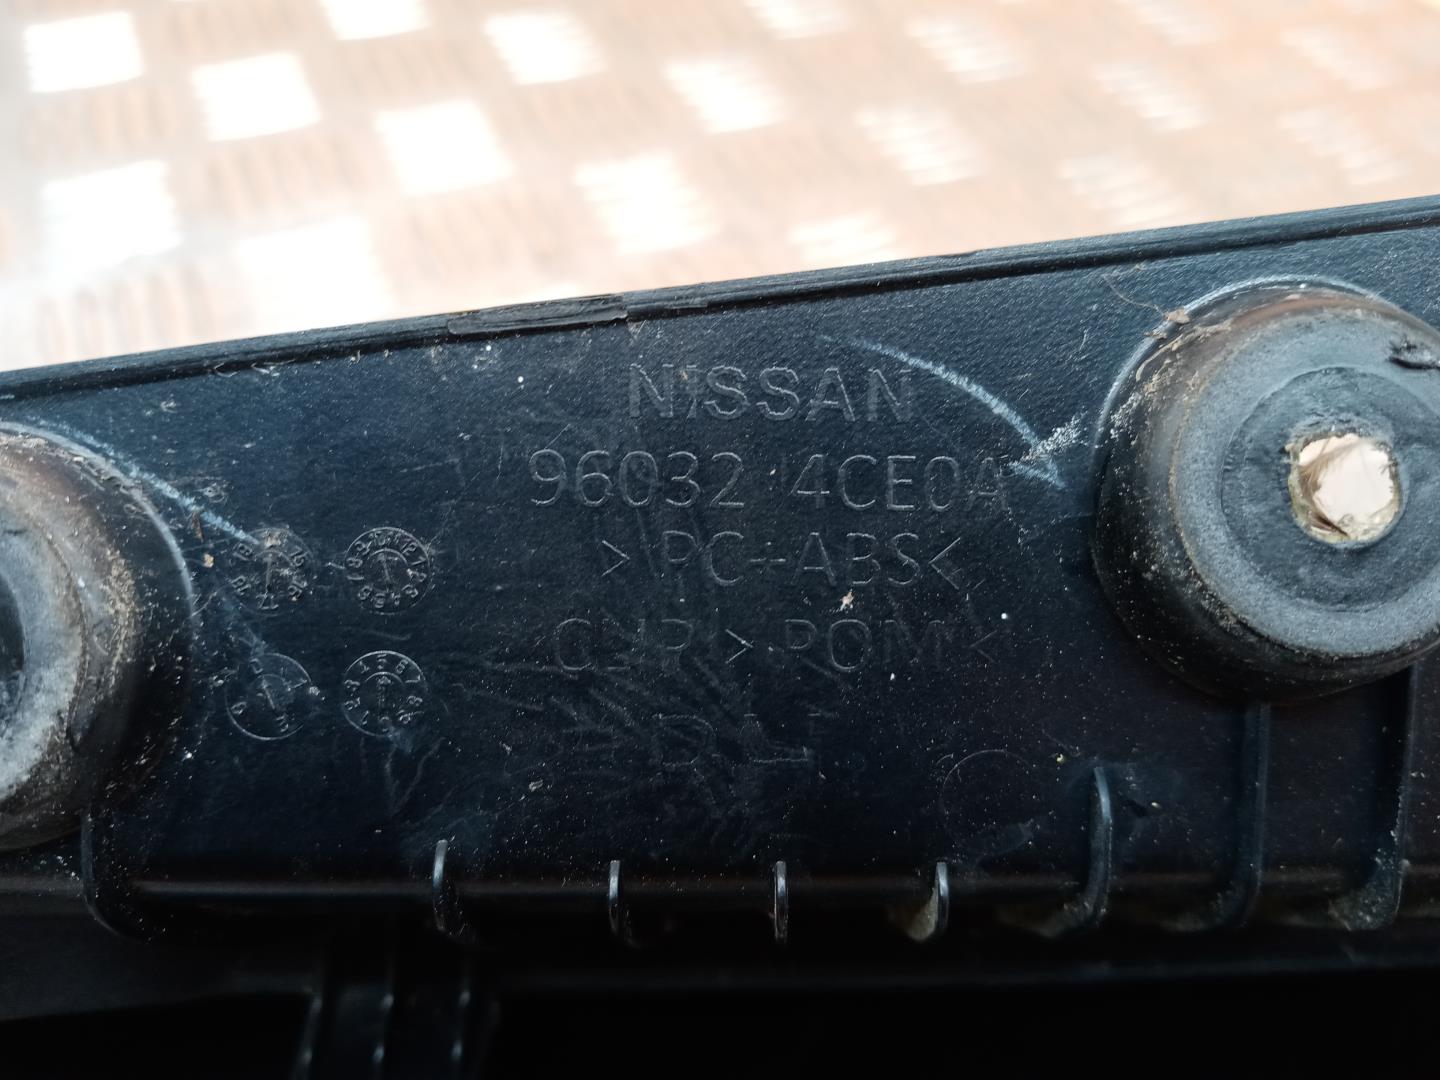 NISSAN
96032 4CE0A
>PC+ABS<
CLIP >POM<